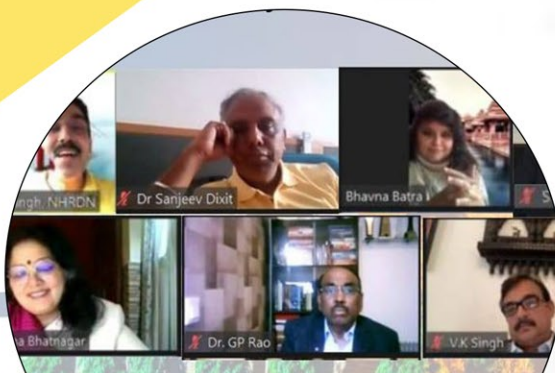 ngh, NHRDN
Dr Sanjeev Dixit
Bhavna Batra
S
na Bhatnagar
Dr. GP Rao
V.K Singh